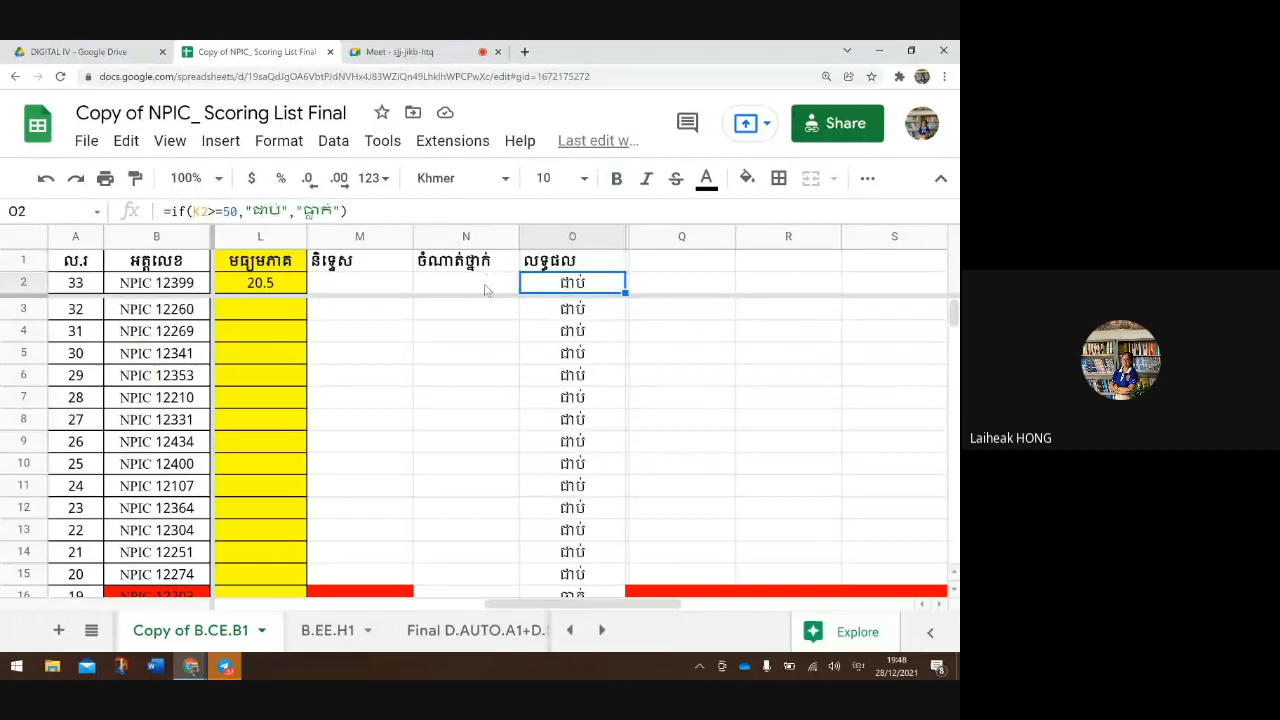 DIGITAL IV - Google Drive
Copy of NPIC_ Scoring List Final
Meet - sjj-jikb-htq
docs.google.com/spreadsheets/d/19saQdJgOA6VbtPJdNVHx4J83WZiQn49LhklhWPCPwXc/edit#gid=1672175272
Copy of NPIC_ Scoring List Final
Share
File Edit View Insert Format Data Tools Extensions Help Last edit w...
100% $ % .0 .00 123 Khmer 10 B I S A
O2 fx =if(K2>=50,"ជាប់","ធ្លាក់")
A B L M N O Q R S
1 ល.រ អត្តលេខ មធ្យមភាគ និទ្ទេស ចំណាត់ថ្នាក់ លទ្ធផល
2 33 NPIC 12399 20.5 ជាប់
3 32 NPIC 12260 ជាប់
4 31 NPIC 12269 ជាប់
5 30 NPIC 12341 ជាប់
6 29 NPIC 12353 ជាប់
7 28 NPIC 12210 ជាប់
8 27 NPIC 12331 ជាប់
9 26 NPIC 12434 ជាប់
10 25 NPIC 12400 ជាប់
11 24 NPIC 12107 ជាប់
12 23 NPIC 12364 ជាប់
13 22 NPIC 12304 ជាប់
14 21 NPIC 12251 ជាប់
15 20 NPIC 12274 ជាប់
16 19 NPIC 12203
Copy of B.CE.B1 B.EE.H1 Final D.AUTO.A1+D. Explore
19:48
28/12/2021
Laiheak HONG